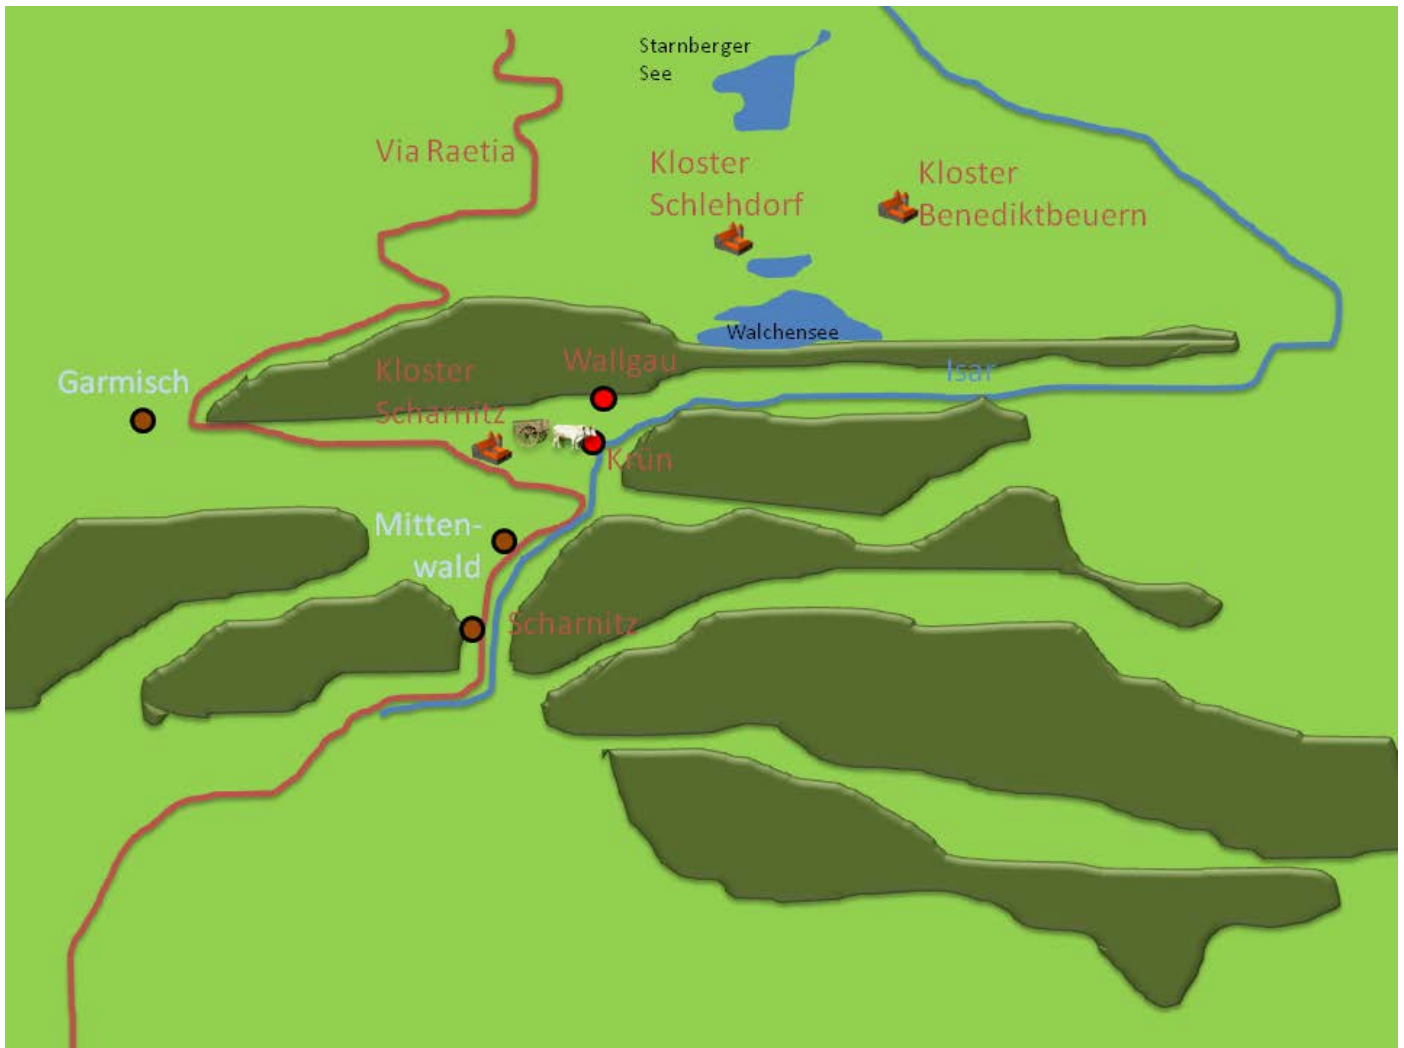 Starnberger
See
Via Raetia
Kloster
Schlehdorf
Kloster
Benediktbeuern
Walchensee
Wallgau
Isar
Kloster
Scharnitz
Garmisch
Krün
Mitten-
wald
Scharnitz